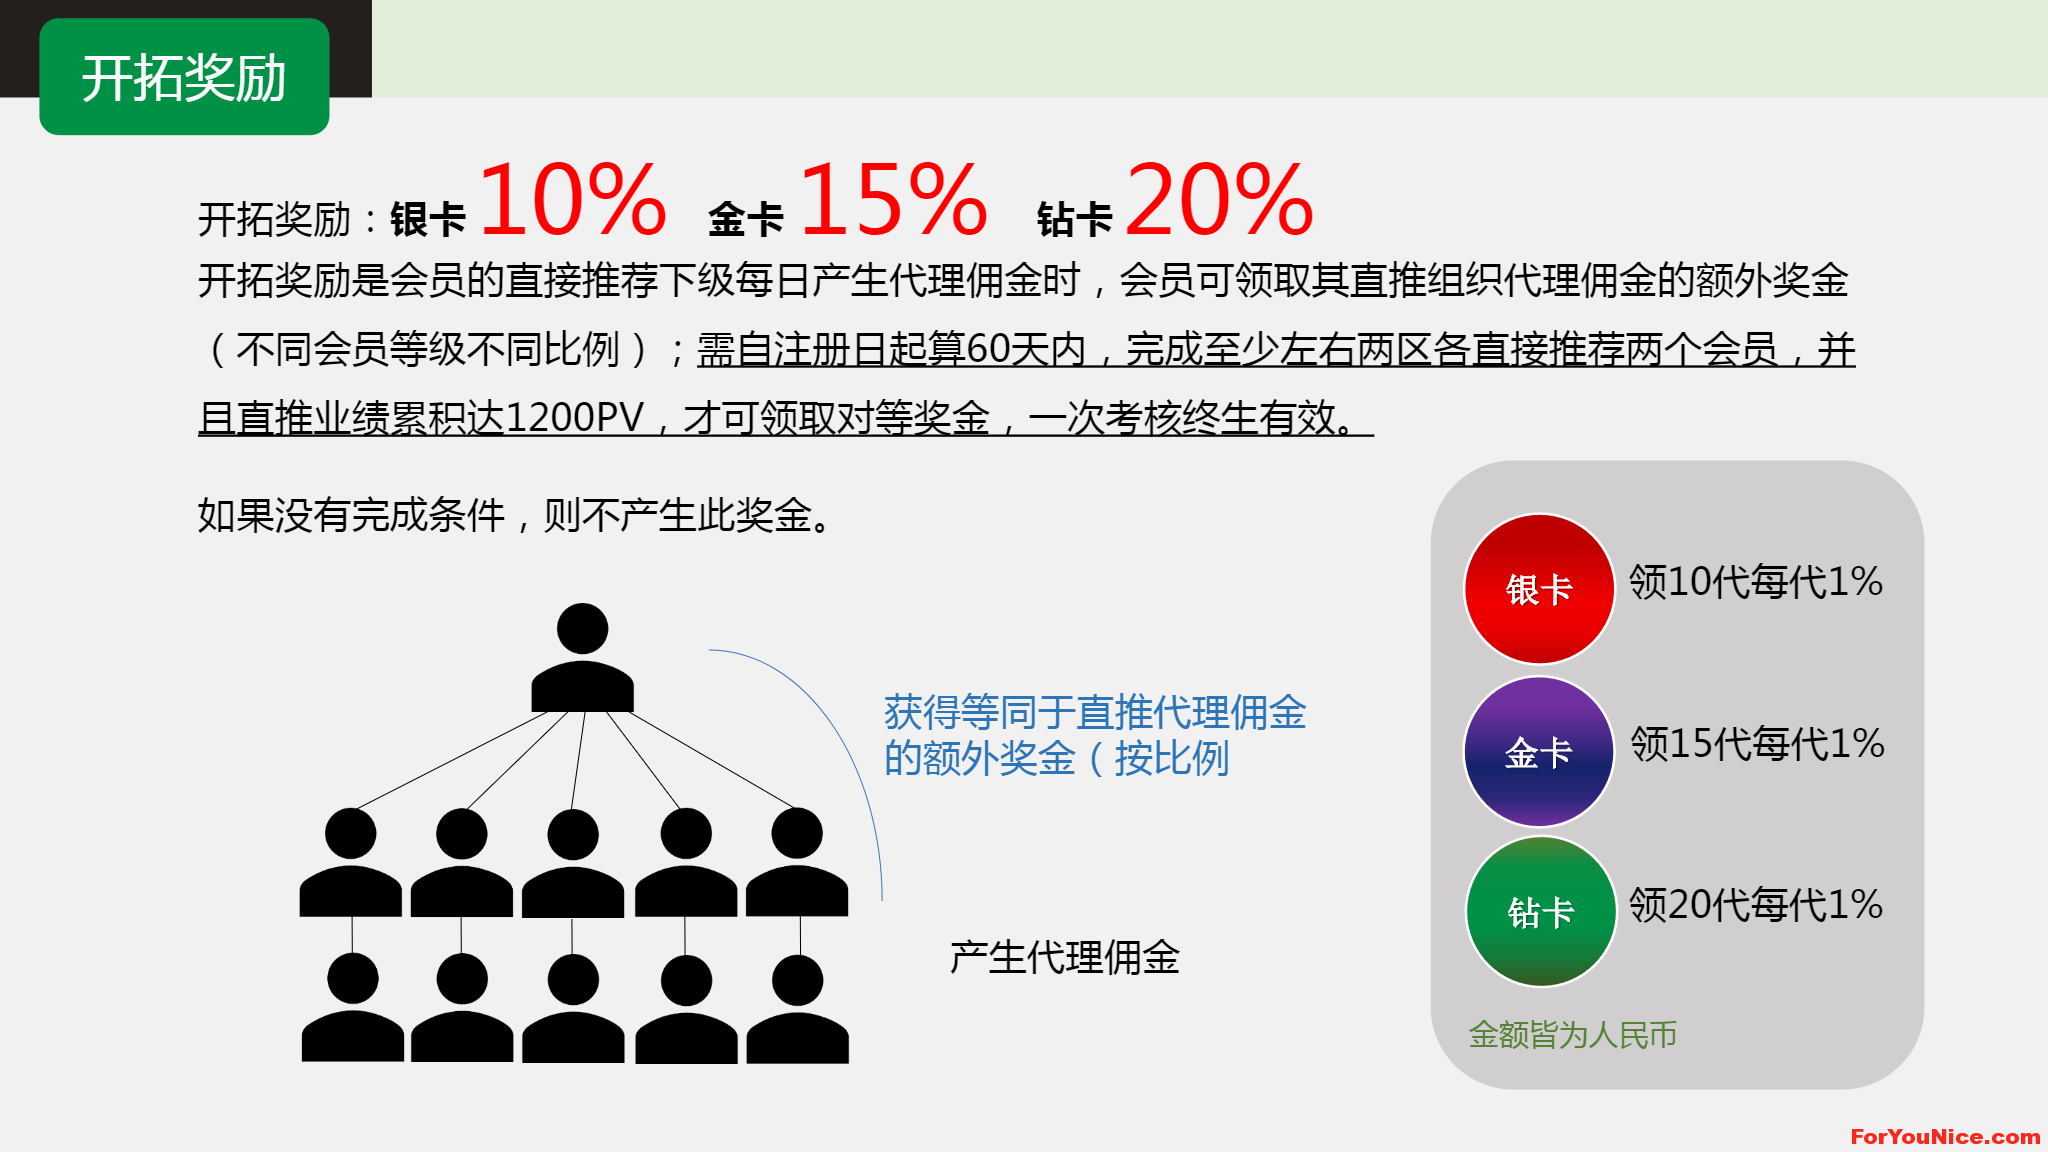 开拓奖励
开拓奖励：银卡 10% 金卡 15% 钻卡 20%
开拓奖励是会员的直接推荐下级每日产生代理佣金时，会员可领取其直推组织代理佣金的额外奖金
（不同会员等级不同比例）；需自注册日起算60天内，完成至少左右两区各直接推荐两个会员，并
且直推业绩累积达1200PV，才可领取对等奖金，一次考核终生有效。
如果没有完成条件，则不产生此奖金。
获得等同于直推代理佣金
的额外奖金（按比例
产生代理佣金
银卡 领10代每代1%
金卡 领15代每代1%
钻卡 领20代每代1%
金额皆为人民币
ForYouNice.com